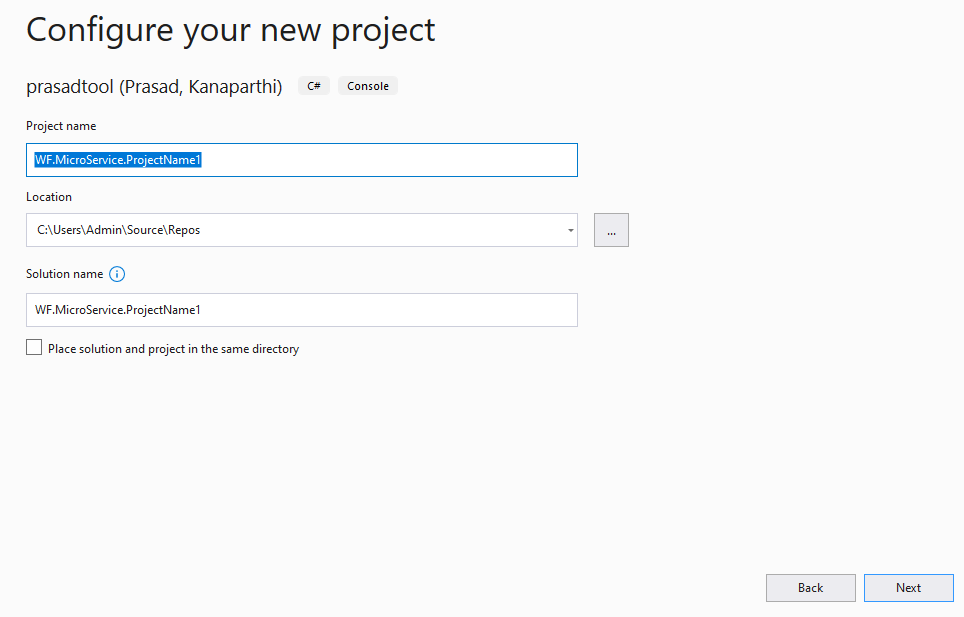 Configure your new project
prasadtool (Prasad, Kanaparthi) C# Console
Project name
WF.MicroService.ProjectName1
Location
C:\Users\Admin\Source\Repos
...
Solution name
WF.MicroService.ProjectName1
Place solution and project in the same directory
Back Next